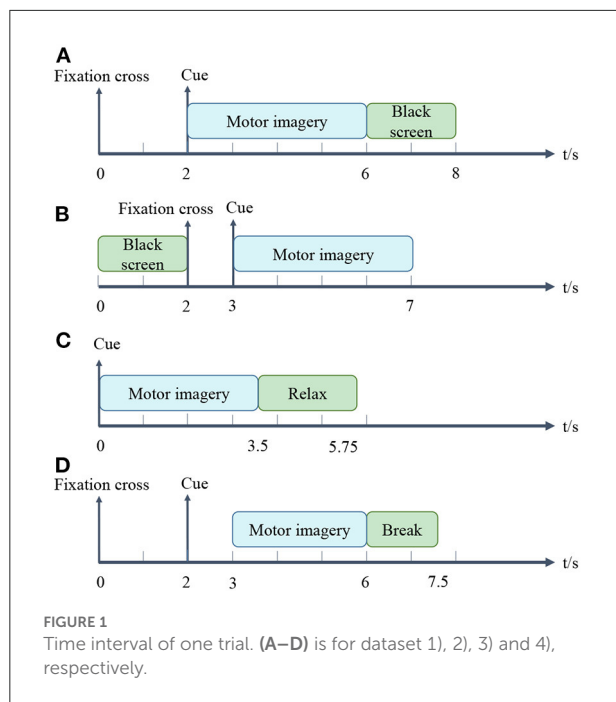 A
Fixation cross Cue
Motor imagery Black screen
t/s
0 2 6 8
B
Fixation cross Cue
Black screen Motor imagery
t/s
0 2 3 7
C
Cue
Motor imagery Relax
t/s
0 3.5 5.75
D
Fixation cross Cue
Motor imagery Break
t/s
0 2 3 6 7.5
FIGURE 1
Time interval of one trial. (A–D) is for dataset 1), 2), 3) and 4),
respectively.